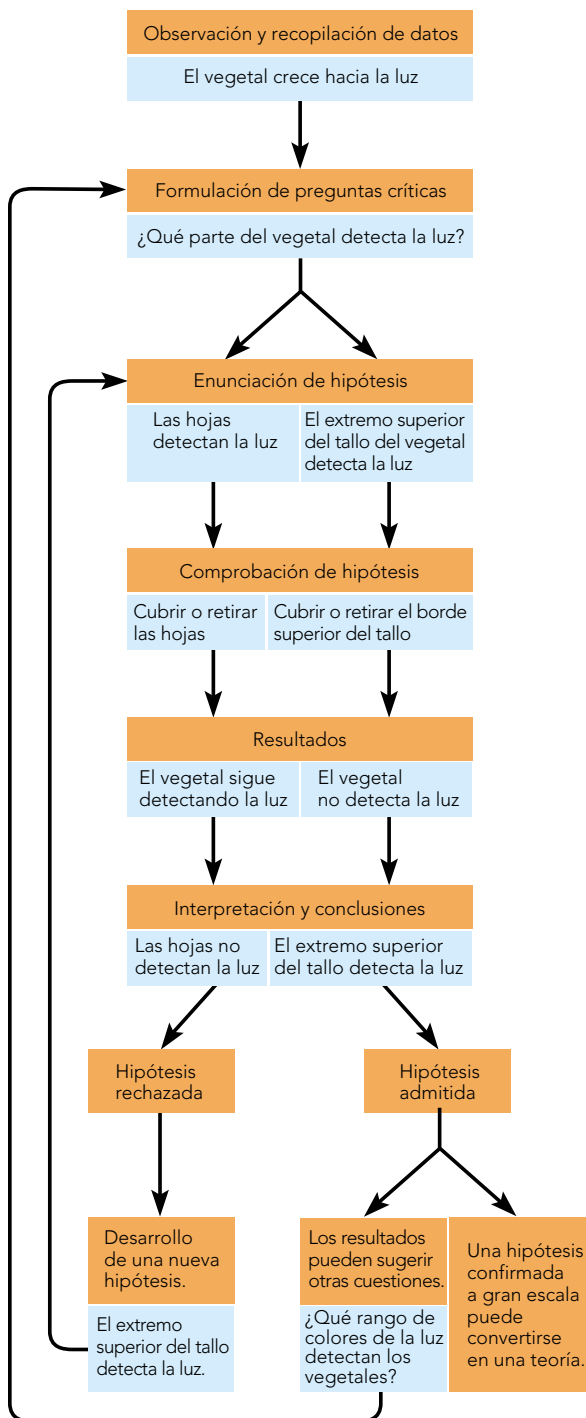 Observación y recopilación de datos
El vegetal crece hacia la luz
Formulación de preguntas críticas
¿Qué parte del vegetal detecta la luz?
Enunciación de hipótesis
Las hojas
detectan la luz
El extremo superior
del tallo del vegetal
detecta la luz
Comprobación de hipótesis
Cubrir o retirar
las hojas
Cubrir o retirar el borde
superior del tallo
Resultados
El vegetal sigue
detectando la luz
El vegetal
no detecta la luz
Interpretación y conclusiones
Las hojas no
detectan la luz
El extremo superior
del tallo detecta la luz
Hipótesis
rechazada
Hipótesis
admitida
Desarrollo
de una nueva
hipótesis.
El extremo
superior del tallo
detecta la luz.
Los resultados
pueden sugerir
otras cuestiones.
¿Qué rango de
colores de la luz
detectan los
vegetales?
Una hipótesis
confirmada
a gran escala
puede
convertirse
en una teoría.